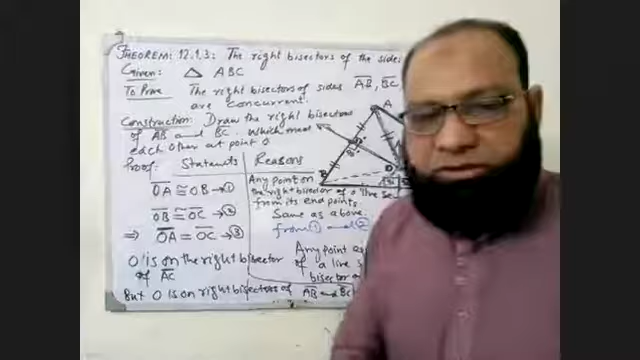 THEOREM: 12.1.3: The right bisectors of the sides
Given: △ ABC
To Prove The right bisectors of sides AB, BC,
are concurrent.
Construction: Draw the right bisectors
of AB and BC. which meet
each other at point O
Proof: Statements Reasons
OA ≅ OB → ①
Any point on
the right bisector of a line se
from its end points.
OB ≅ OC → ②
Same as above.
⇒ OA = OC → ③
from ① and ②
O is on the right bisector
of AC
Any point
of a line s
bisector
But O is on right bisectors of AB and BC
A
B
O